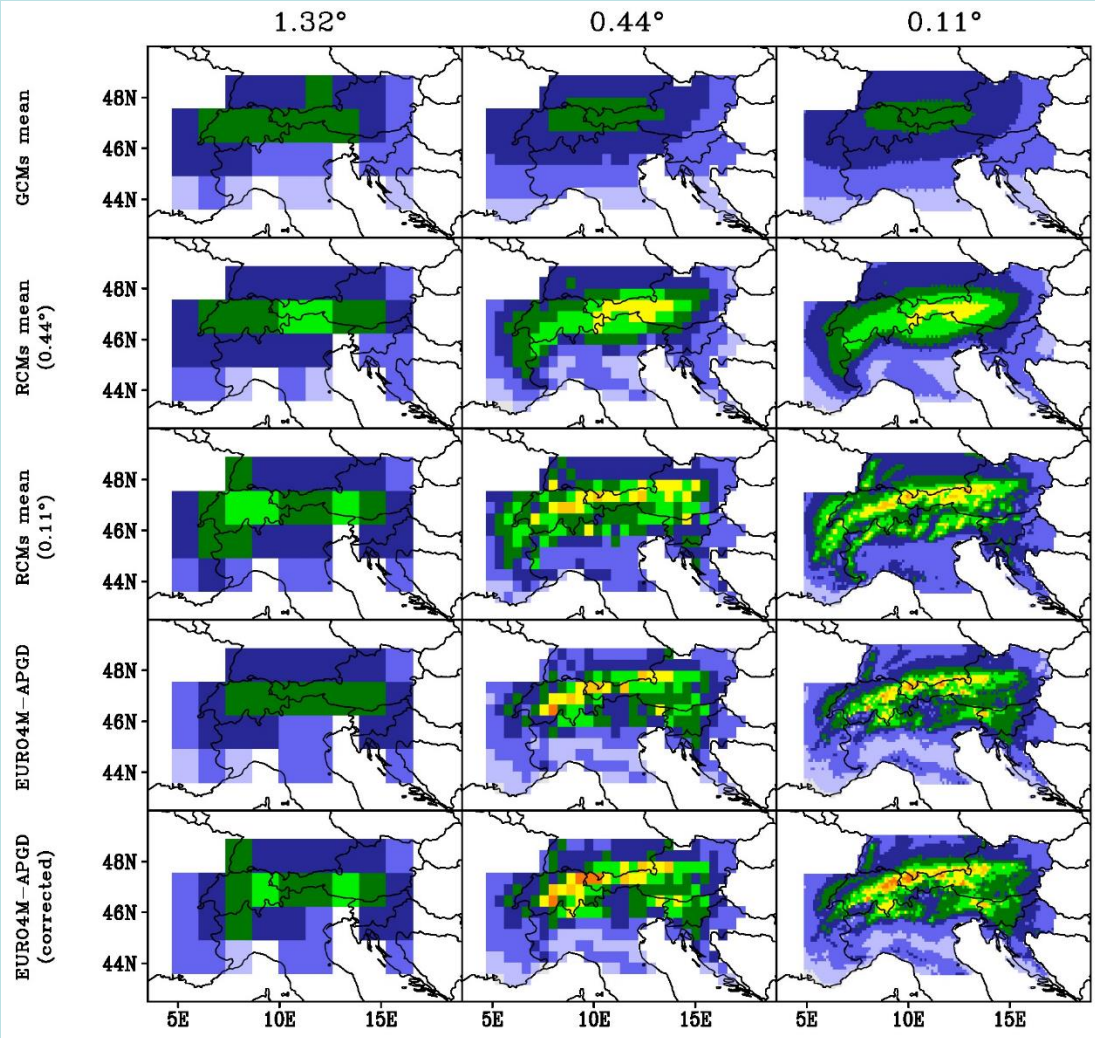 1.32° 0.44° 0.11°
GCMs mean
48N
46N
44N
RCMs mean
(0.44°)
48N
46N
44N
RCMs mean
(0.11°)
48N
46N
44N
EURO4M-APGD
48N
46N
44N
EURO4M-APGD
(corrected)
48N
46N
44N
5E 10E 15E 5E 10E 15E 5E 10E 15E